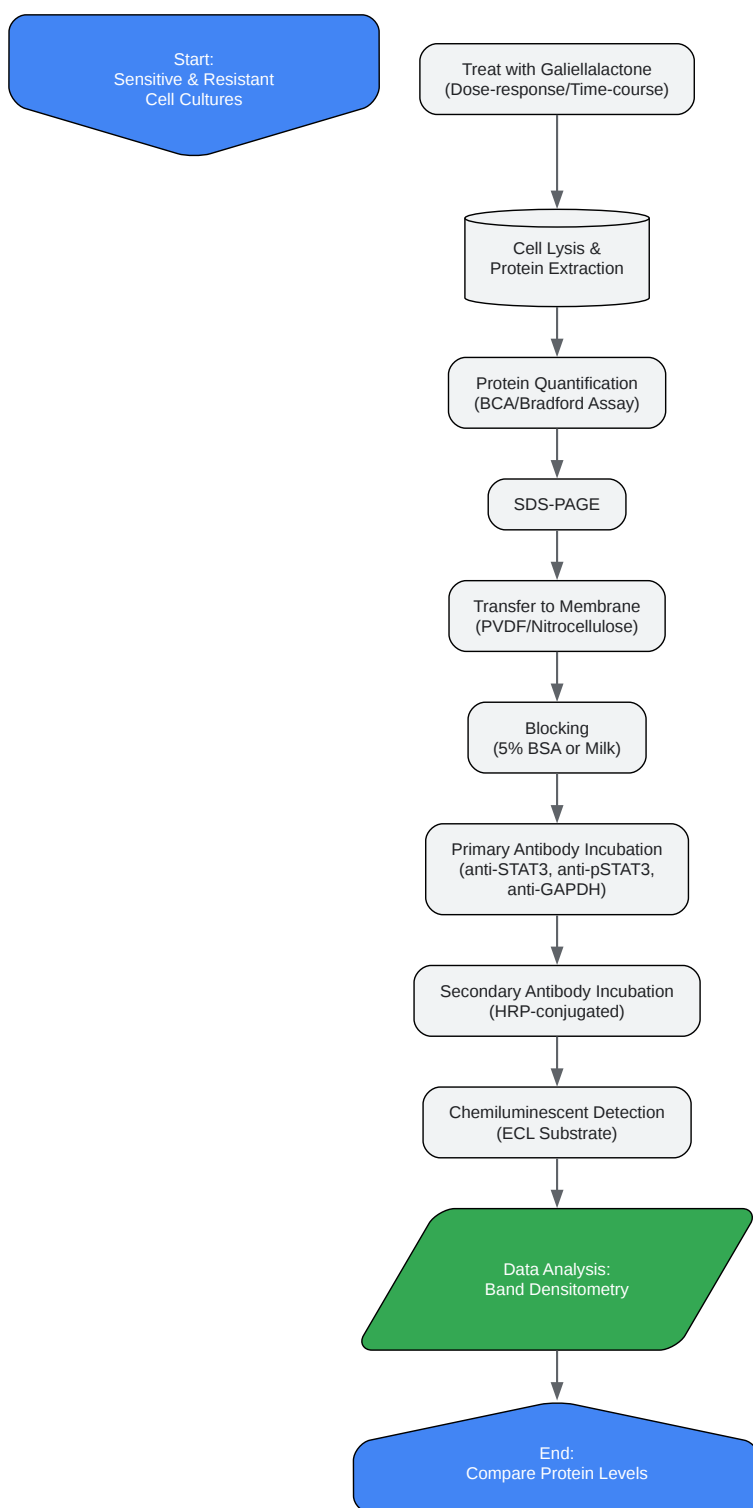 Start:
Sensitive & Resistant
Cell Cultures
Treat with Galiellalactone
(Dose-response/Time-course)
Cell Lysis &
Protein Extraction
Protein Quantification
(BCA/Bradford Assay)
SDS-PAGE
Transfer to Membrane
(PVDF/Nitrocellulose)
Blocking
(5% BSA or Milk)
Primary Antibody Incubation
(anti-STAT3, anti-pSTAT3,
anti-GAPDH)
Secondary Antibody Incubation
(HRP-conjugated)
Chemiluminescent Detection
(ECL Substrate)
Data Analysis:
Band Densitometry
End:
Compare Protein Levels